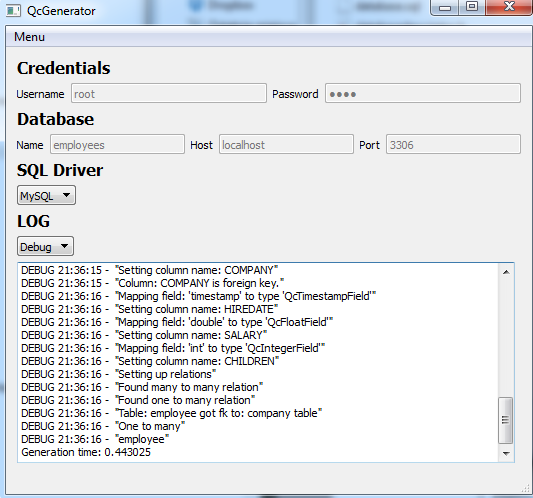 QcGenerator
Menu
Credentials
Username root Password ●●●●
Database
Name employees Host localhost Port 3306
SQL Driver
MySQL
LOG
Debug
DEBUG 21:36:15 - "Setting column name: COMPANY"
DEBUG 21:36:15 - "Column: COMPANY is foreign key."
DEBUG 21:36:16 - "Mapping field: 'timestamp' to type 'QcTimestampField'"
DEBUG 21:36:16 - "Setting column name: HIREDATE"
DEBUG 21:36:16 - "Mapping field: 'double' to type 'QcFloatField'"
DEBUG 21:36:16 - "Setting column name: SALARY"
DEBUG 21:36:16 - "Mapping field: 'int' to type 'QcIntegerField'"
DEBUG 21:36:16 - "Setting column name: CHILDREN"
DEBUG 21:36:16 - "Setting up relations"
DEBUG 21:36:16 - "Found many to many relation"
DEBUG 21:36:16 - "Found one to many relation"
DEBUG 21:36:16 - "Table: employee got fk to: company table"
DEBUG 21:36:16 - "One to many"
DEBUG 21:36:16 - "employee"
Generation time: 0.443025